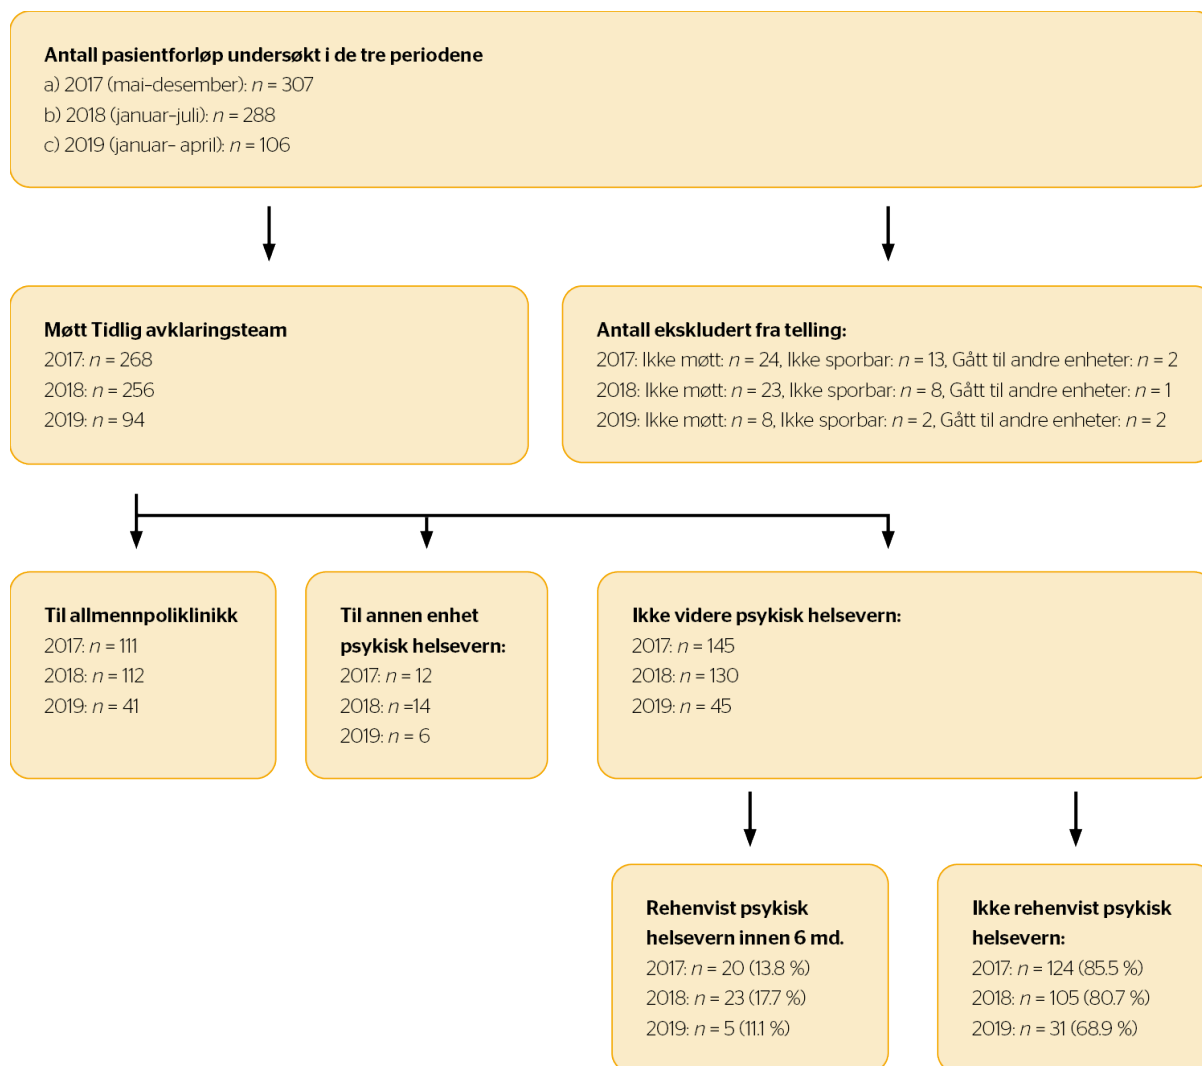 Antall pasientforløp undersøkt i de tre periodene
a) 2017 (mai–desember): n = 307
b) 2018 (januar–juli): n = 288
c) 2019 (januar– april): n = 106
Møtt Tidlig avklaringsteam
2017: n = 268
2018: n = 256
2019: n = 94
Antall ekskludert fra telling:
2017: Ikke møtt: n = 24, Ikke sporbar: n = 13, Gått til andre enheter: n = 2
2018: Ikke møtt: n = 23, Ikke sporbar: n = 8, Gått til andre enheter: n = 1
2019: Ikke møtt: n = 8, Ikke sporbar: n = 2, Gått til andre enheter: n = 2
Til allmennpoliklinikk
2017: n = 111
2018: n = 112
2019: n = 41
Til annen enhet
psykisk helsevern:
2017: n = 12
2018: n =14
2019: n = 6
Ikke videre psykisk helsevern:
2017: n = 145
2018: n = 130
2019: n = 45
Rehenvist psykisk
helsevern innen 6 md.
2017: n = 20 (13.8 %)
2018: n = 23 (17.7 %)
2019: n = 5 (11.1 %)
Ikke rehenvist psykisk
helsevern:
2017: n = 124 (85.5 %)
2018: n = 105 (80.7 %)
2019: n = 31 (68.9 %)